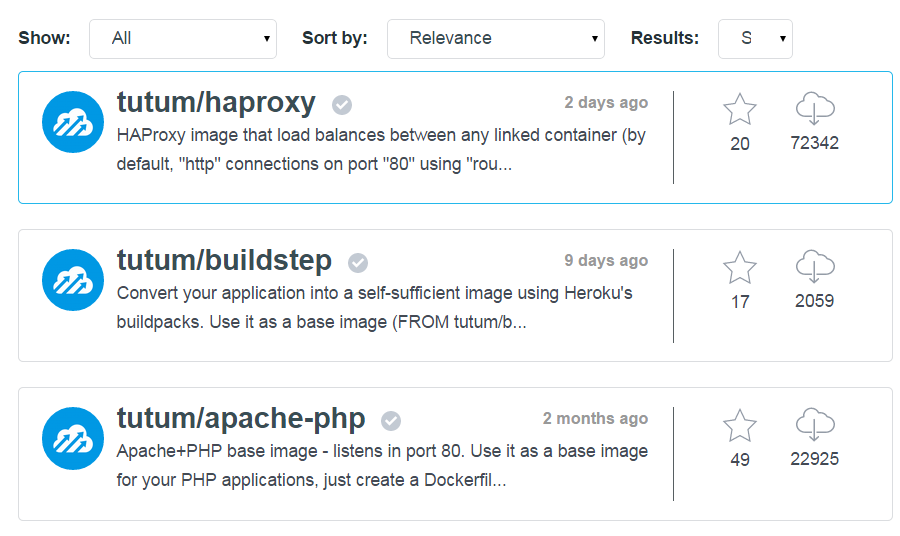 Show: All Sort by: Relevance Results: S
tutum/haproxy 2 days ago
HAProxy image that load balances between any linked container (by
default, "http" connections on port "80" using "rou...
20 72342
tutum/buildstep 9 days ago
Convert your application into a self-sufficient image using Heroku's
buildpacks. Use it as a base image (FROM tutum/b...
17 2059
tutum/apache-php 2 months ago
Apache+PHP base image - listens in port 80. Use it as a base image
for your PHP applications, just create a Dockerfil...
49 22925